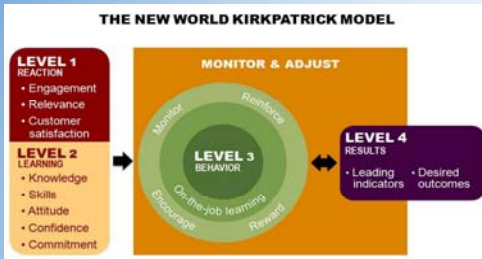 THE NEW WORLD KIRKPATRICK MODEL
LEVEL 1
REACTION
• Engagement
• Relevance
• Customer
satisfaction
LEVEL 2
LEARNING
• Knowledge
- Skills
• Attitude
• Confidence
• Commitment
MONITOR & ADJUST
Monitor
Reinforce
LEVEL 3
BEHAVIOR
On-the-job learning
Encourage
Reward
LEVEL 4
RESULTS
• Leading
indicators
• Desired
outcomes